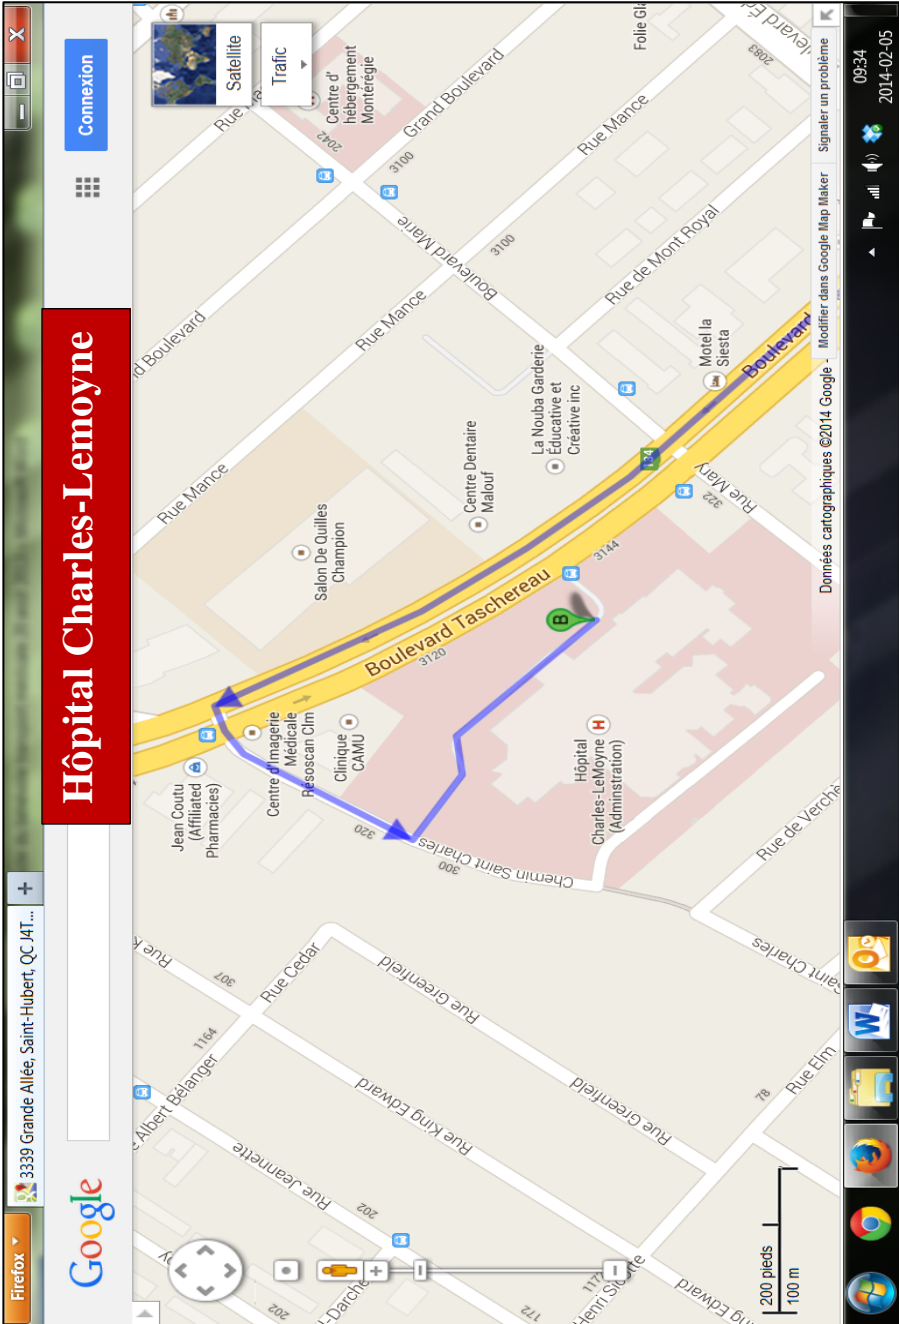 Firefox
3339 Grande Allée, Saint-Hubert, QC J4T...
+
Google
Hôpital Charles-Lemoyne
Connexion
Satellite
Trafic
Centre d'
hébergement
Montérégie
2042
Grand Boulevard
3100
Rue Mance
2083
Boulevard Marie
Boulevard
3100
Rue Mance
Rue de Mont Royal
Rue Mance
Salon De Quilles
Champion
Centre Dentaire
Malouf
La Nouba Garderie
Éducative et
Créative inc
Motel la
Siesta
Boulevard
134
322
Rue Mary
3144
Boulevard Taschereau
3120
B
Jean Coutu
(Affiliated
Pharmacies)
Centre d'Imagerie
Médicale
Resoscan Clm
Clinique
CAMU
320
300
Chemin Saint Charles
H
Hôpital
Charles-LeMoyne
(Adminstration)
Saint Charles
Rue Cedar
307
1164
Albert Bélanger
Rue Greenfield
Rue Greenfield
Rue King Edward
Rue King Edward
Rue Jeannette
202
202
172
78
Rue Elm
200 pieds
100 m
Données cartographiques ©2014 Google -
Modifier dans Google Map Maker
Signaler un problème
09:34
2014-02-05